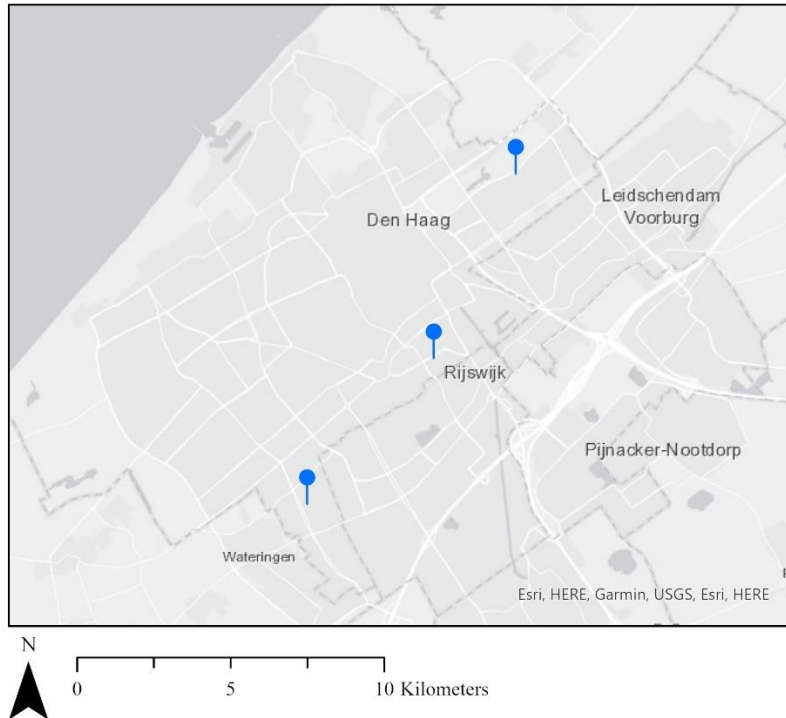 Den Haag
Leidschendam
Voorburg
Rijswijk
Pijnacker-Nootdorp
Wateringen
Esri, HERE, Garmin, USGS, Esri, HERE
N
0 5 10 Kilometers